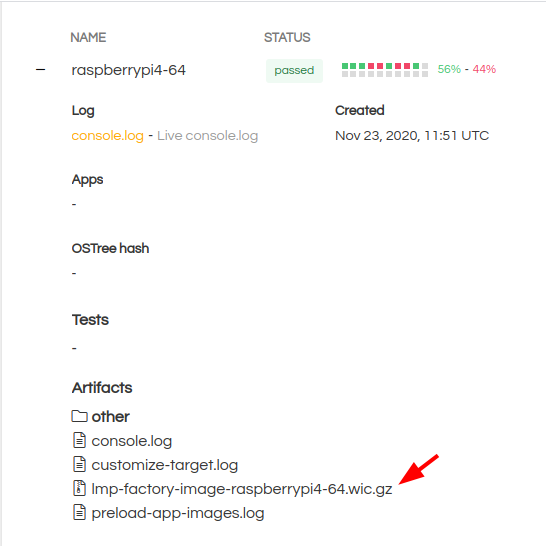 NAME STATUS
raspberrypi4-64 passed 56% - 44%
Log Created
console.log - Live console.log Nov 23, 2020, 11:51 UTC
Apps
-
OSTree hash
-
Tests
-
Artifacts
other
console.log
customize-target.log
lmp-factory-image-raspberrypi4-64.wic.gz
preload-app-images.log